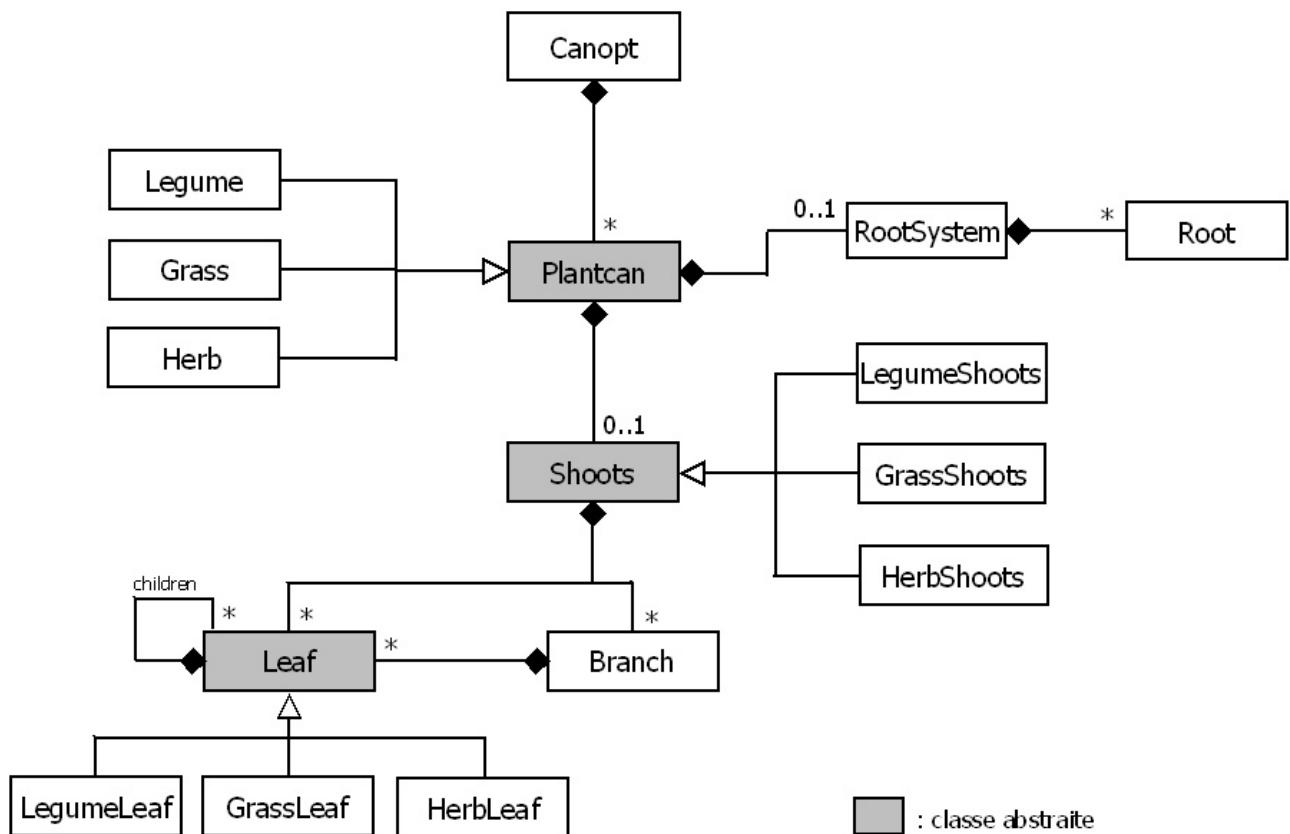 Canopt
Legume
Grass
Herb
*
Plantcan
0..1
RootSystem
*
Root
0..1
Shoots
LegumeShoots
GrassShoots
HerbShoots
children
*
*
*
*
Leaf
Branch
LegumeLeaf
GrassLeaf
HerbLeaf
: classe abstraite